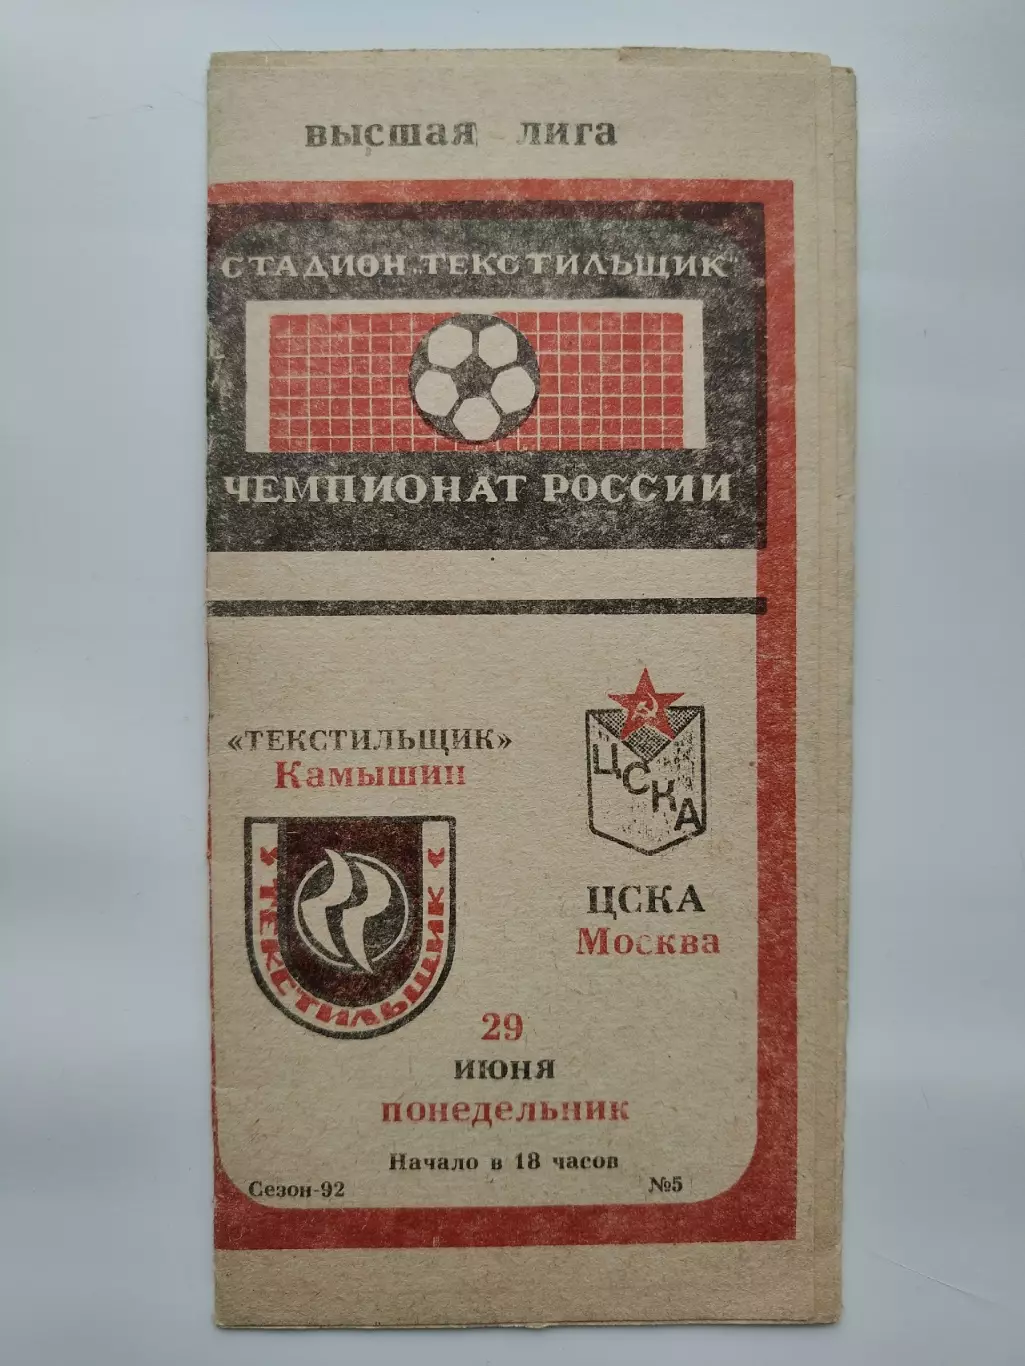 высшая лига
СТАДИОН „ТЕКСТИЛЬЩИК"
ЧЕМПИОНАТ РОССИИ
«ТЕКСТИЛЬЩИК»
Камышин
ЦСКА
«ТЕКСТИЛЬЩИК»
ЦСКА
Москва
29
июня
понедельник
Начало в 18 часов
Сезон-92
№5